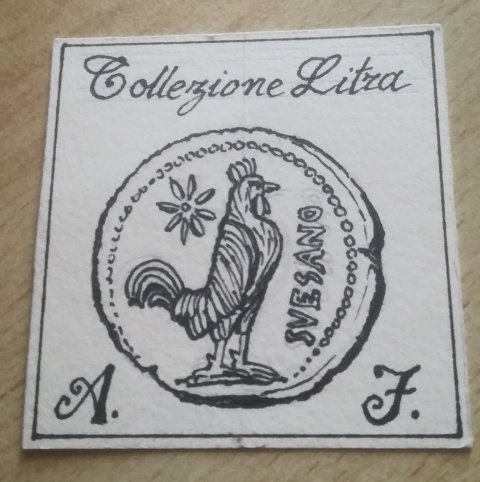 Collezione Litra
SVESANO
A. F.